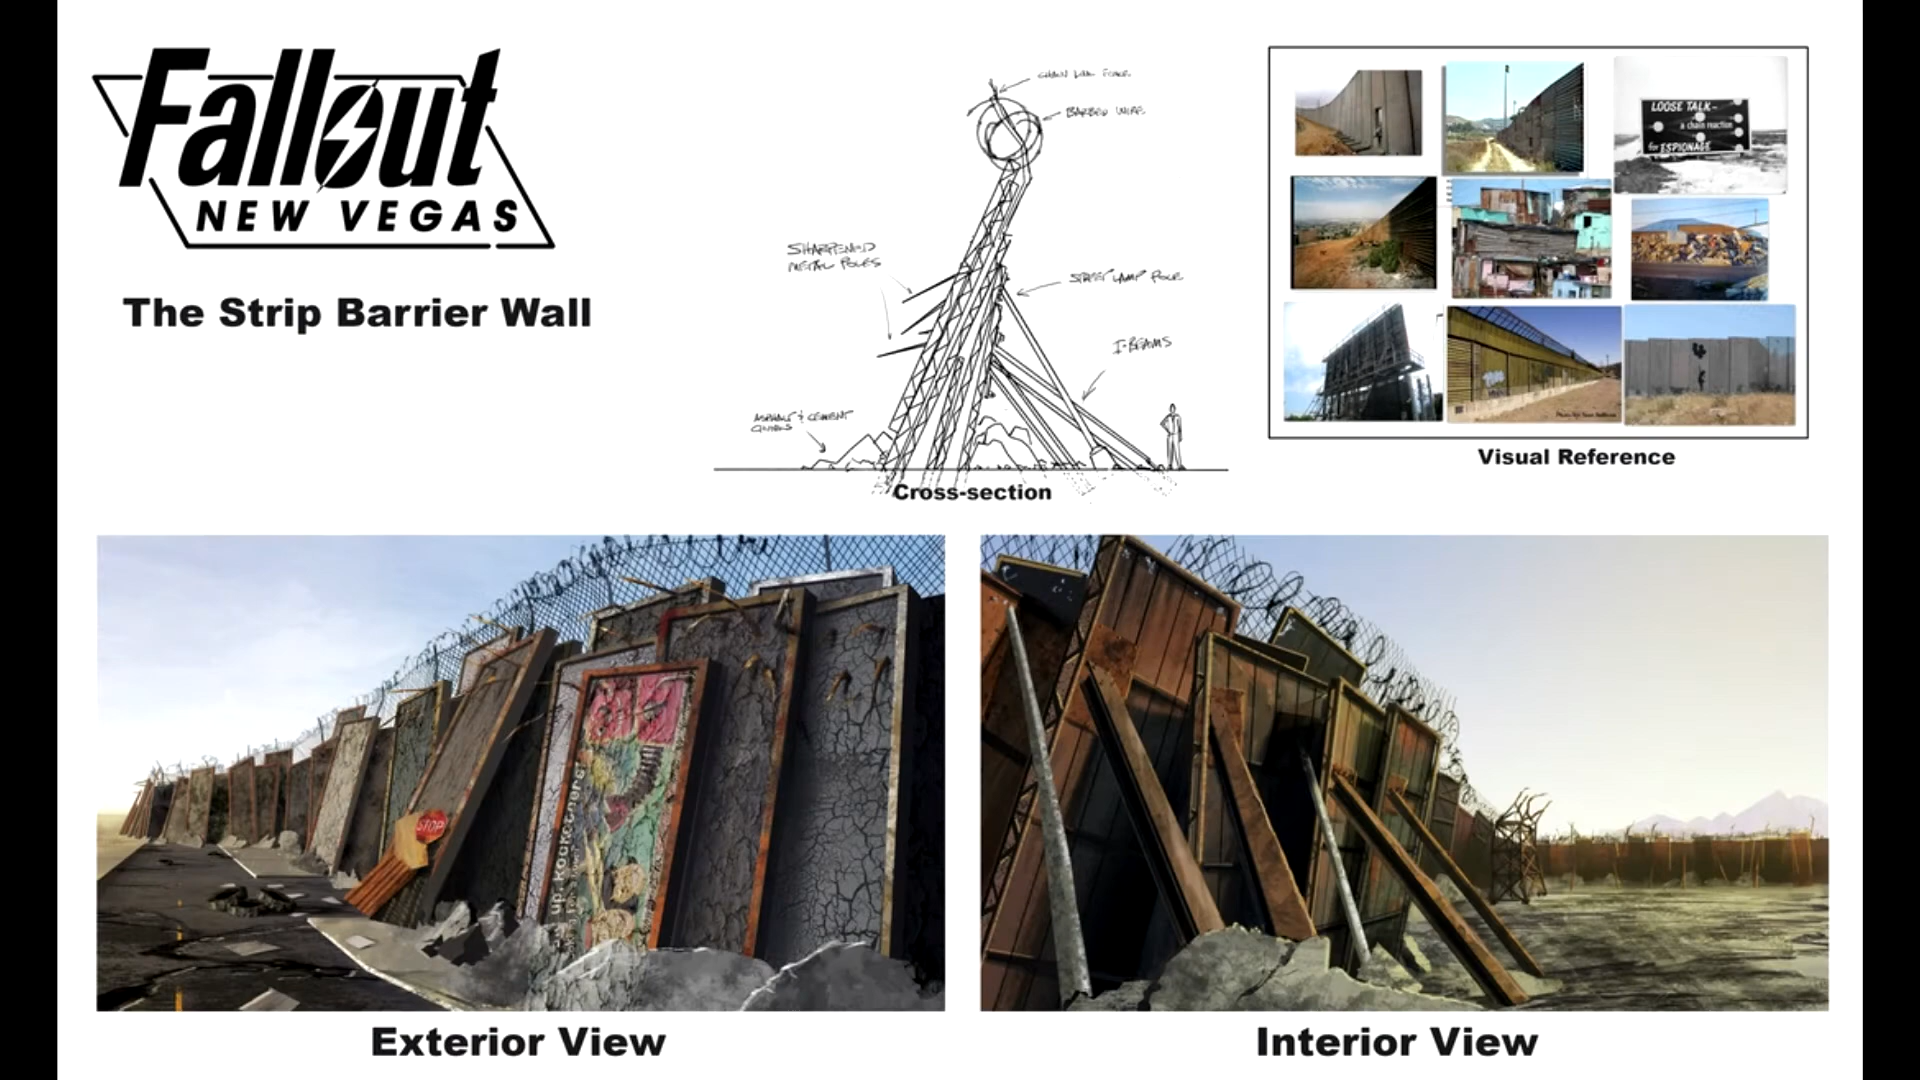 Fallout
NEW VEGAS
The Strip Barrier Wall
CHAIN LINK FENCE
BARBED WIRE
SHARPENED
METAL POLES
STREET LAMP POLE
I-BEAMS
ASPHALT & CEMENT
Cross-section
LOOSE TALK-
a chain reaction
for ESPIONAGE
Visual Reference
STOP
Exterior View
Interior View